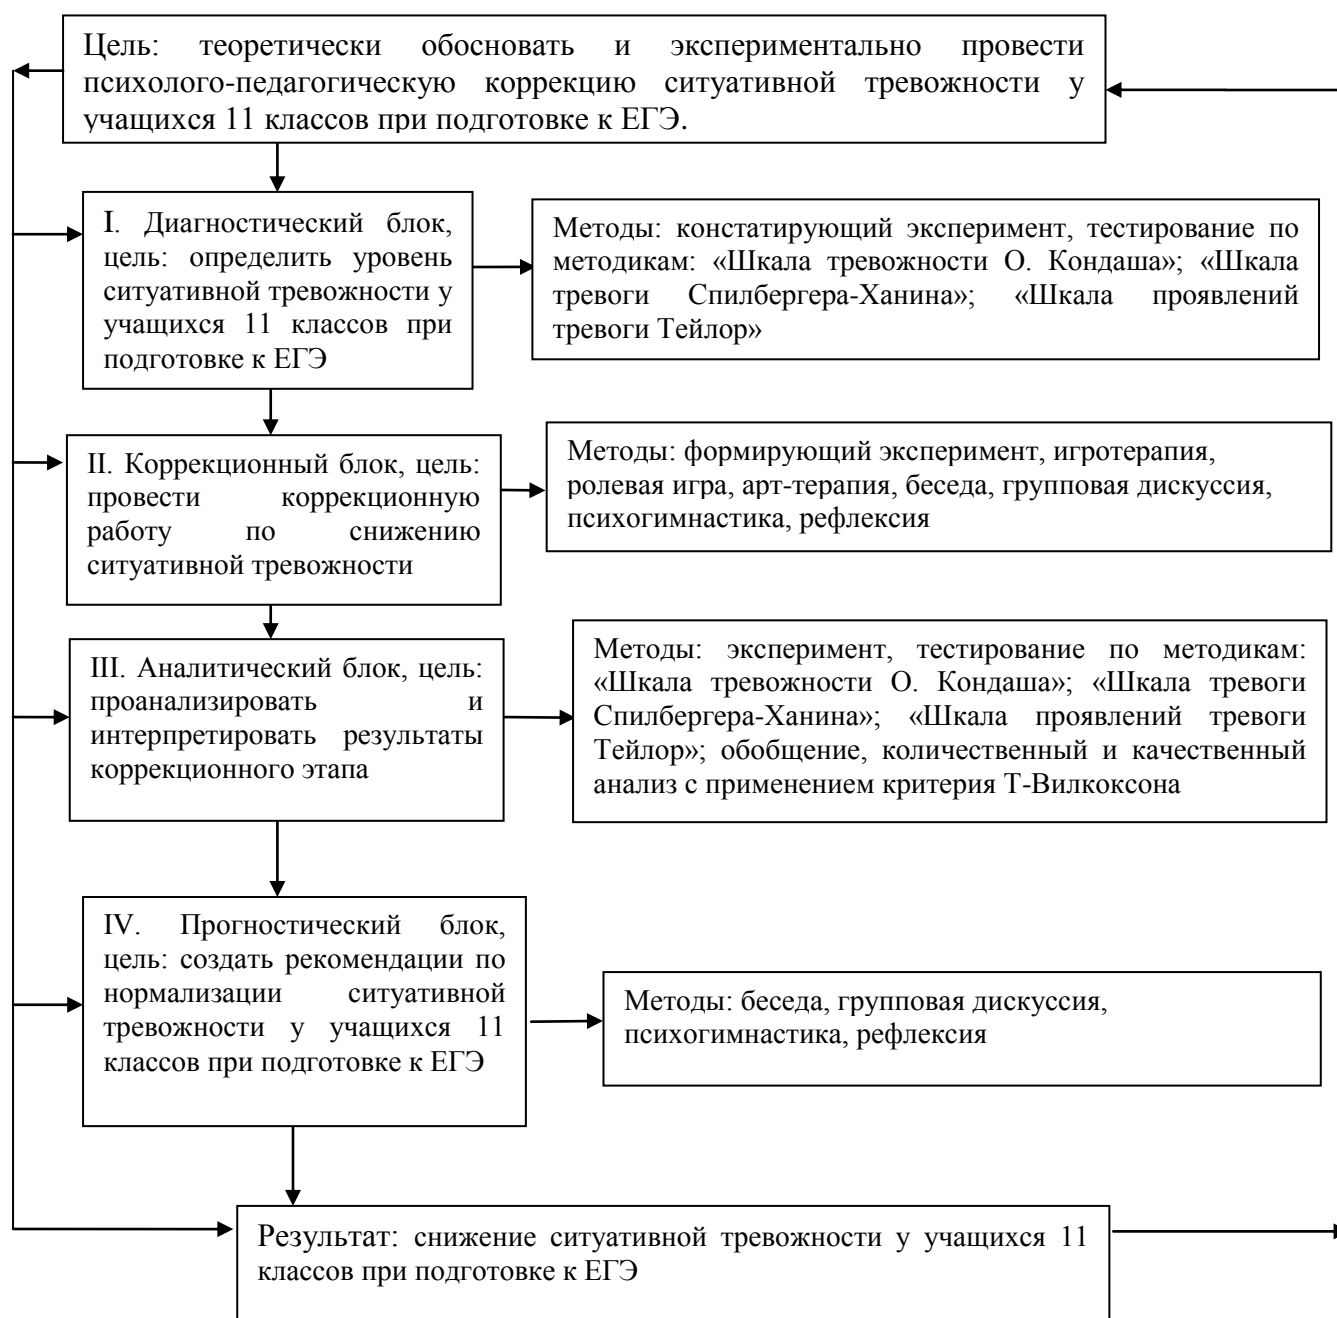 Цель: теоретически обосновать и экспериментально провести
психолого-педагогическую коррекцию ситуативной тревожности у
учащихся 11 классов при подготовке к ЕГЭ.
I. Диагностический блок,
цель: определить уровень
ситуативной тревожности у
учащихся 11 классов при
подготовке к ЕГЭ
Методы: констатирующий эксперимент, тестирование по
методикам: «Шкала тревожности О. Кондаша»; «Шкала
тревоги Спилбергера-Ханина»; «Шкала проявлений
тревоги Тейлор»
II. Коррекционный блок, цель:
провести коррекционную
работу по снижению
ситуативной тревожности
Методы: формирующий эксперимент, игротерапия,
ролевая игра, арт-терапия, беседа, групповая дискуссия,
психогимнастика, рефлексия
III. Аналитический блок, цель:
проанализировать и
интерпретировать результаты
коррекционного этапа
Методы: эксперимент, тестирование по методикам:
«Шкала тревожности О. Кондаша»; «Шкала тревоги
Спилбергера-Ханина»; «Шкала проявлений тревоги
Тейлор»; обобщение, количественный и качественный
анализ с применением критерия Т-Вилкоксона
IV. Прогностический блок,
цель: создать рекомендации по
нормализации ситуативной
тревожности у учащихся 11
классов при подготовке к ЕГЭ
Методы: беседа, групповая дискуссия,
психогимнастика, рефлексия
Результат: снижение ситуативной тревожности у учащихся 11
классов при подготовке к ЕГЭ